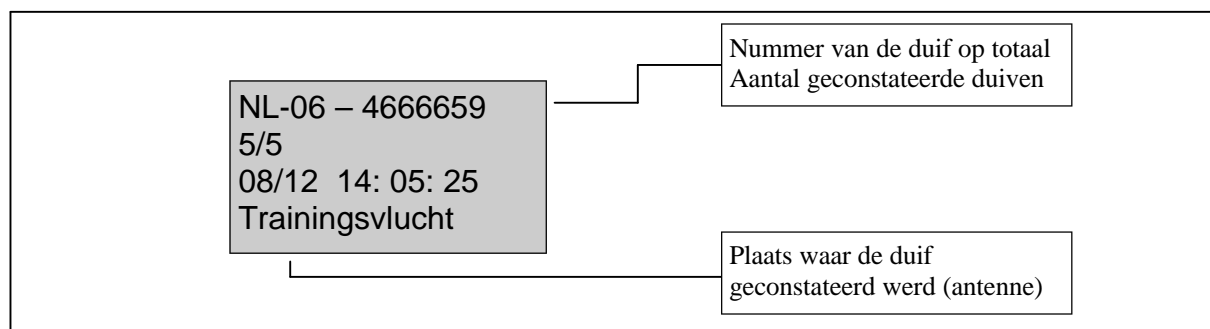 Nummer van de duif op totaal
Aantal geconstateerde duiven
NL-06 – 4666659
5/5
08/12 14: 05: 25
Trainingsvlucht
Plaats waar de duif
geconstateerd werd (antenne)